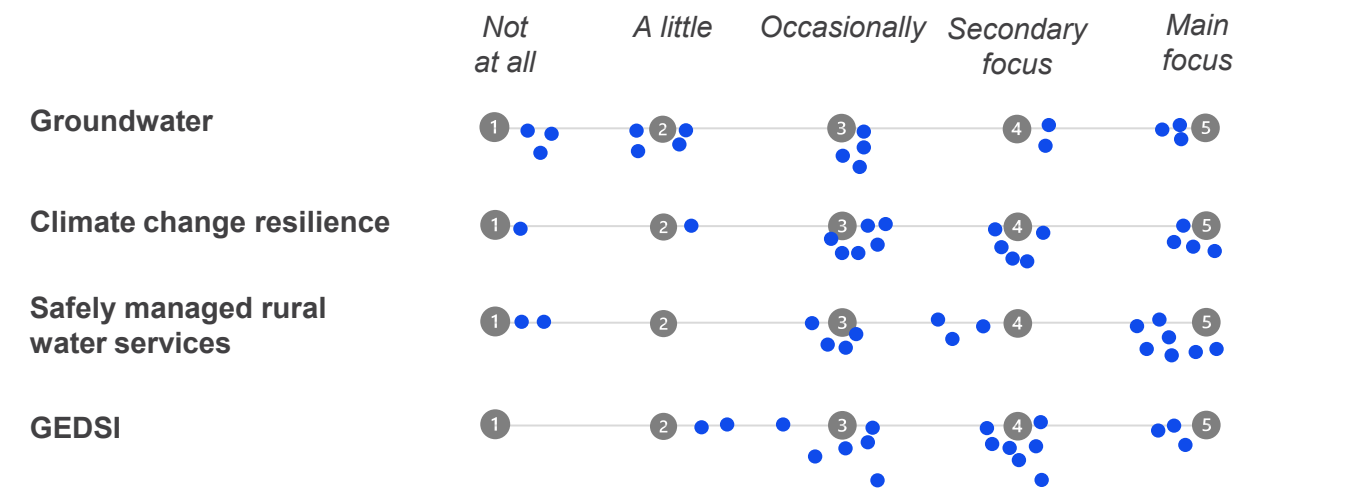 Not
at all
A little
Occasionally
Secondary
focus
Main
focus
Groundwater
1 2 3 4 5
Climate change resilience
1 2 3 4 5
Safely managed rural
water services
1 2 3 4 5
GEDSI
1 2 3 4 5